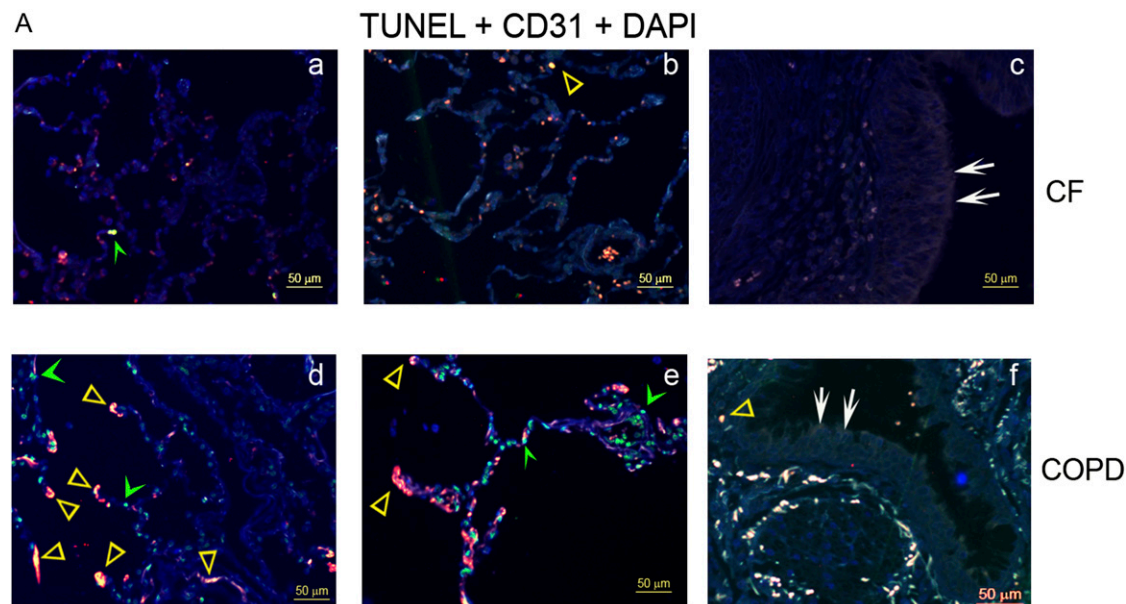 A
TUNEL + CD31 + DAPI
a
b
c
50 µm
50 µm
50 µm
CF
d
e
f
50 µm
50 µm
50 µm
COPD